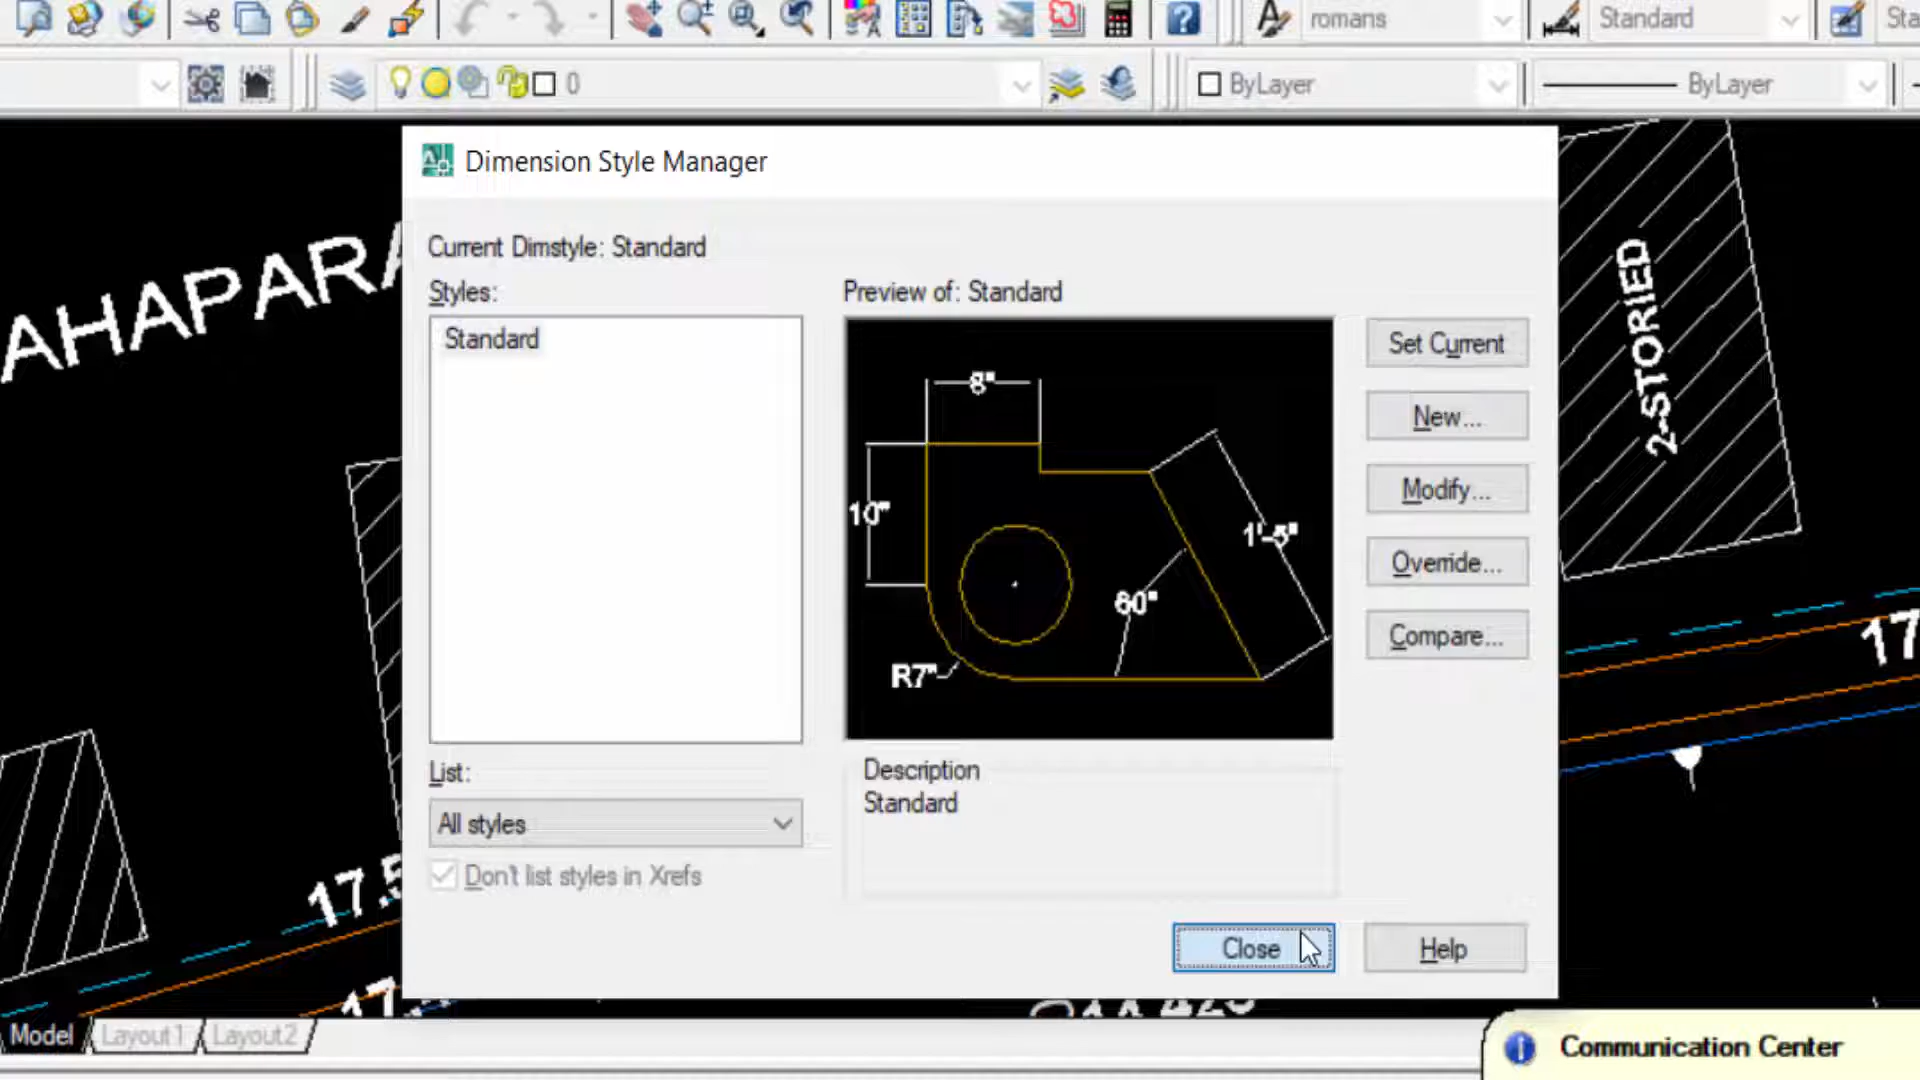 romans
Standard
Sta
0
ByLayer
ByLayer
Dimension Style Manager
Current Dimstyle: Standard
Styles:
Preview of: Standard
Standard
8"
10"
1'-5"
60°
R7"
Set Current
New...
Modify...
Override...
Compare...
List:
All styles
Don't list styles in Xrefs
Description
Standard
Close
Help
AHAPARA
2-STORIED
17
17.5
17.
Model
Layout1
Layout2
Communication Center